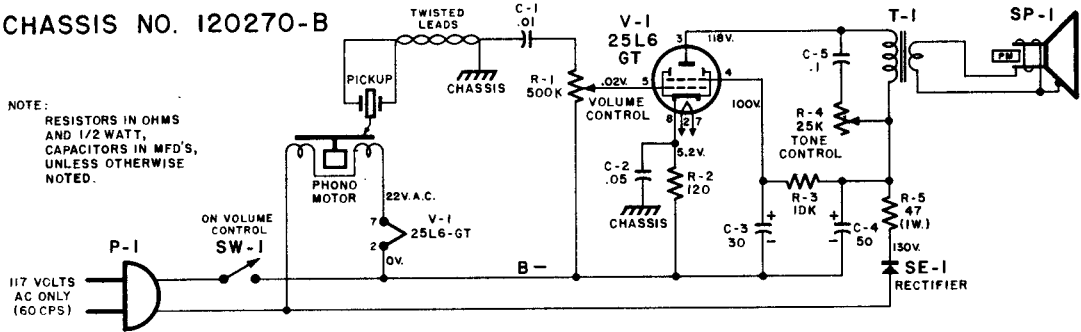 CHASSIS NO. 120270-B
NOTE:
RESISTORS IN OHMS
AND 1/2 WATT,
CAPACITORS IN MFD'S,
UNLESS OTHERWISE
NOTED.
TWISTED
LEADS
C-1
.01
PICKUP
CHASSIS
R-1
500K
V-1
25L6
GT
3
118V.
.02V.
5
4
VOLUME
CONTROL
100V.
8
2
7
5.2V.
C-2
.05
R-2
120
CHASSIS
T-1
SP-1
PM
C-5
.1
R-4
25K
TONE
CONTROL
R-3
10K
R-5
47
(1W.)
C-3
30
+
-
C-4
50
+
-
130V.
SE-1
RECTIFIER
PHONO
MOTOR
22V.A.C.
7
V-1
25L6-GT
2
0V.
ON VOLUME
CONTROL
SW-1
P-1
B-
117 VOLTS
AC ONLY
(60CPS)